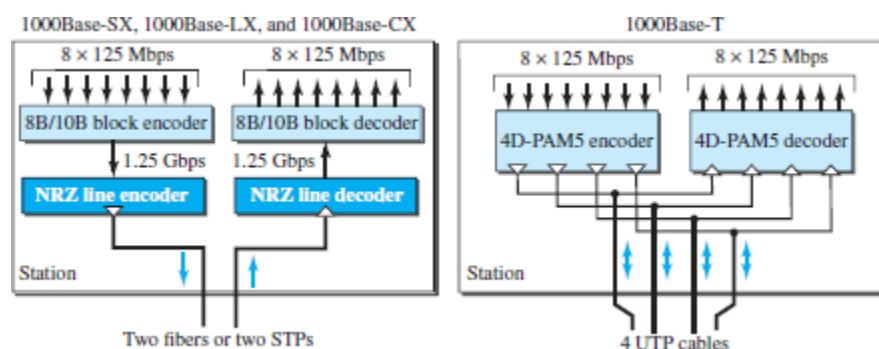 1000Base-SX, 1000Base-LX, and 1000Base-CX
8 × 125 Mbps
8 × 125 Mbps
8B/10B block encoder
8B/10B block decoder
1.25 Gbps
1.25 Gbps
NRZ line encoder
NRZ line decoder
Station
Two fibers or two STPs
1000Base-T
8 × 125 Mbps
8 × 125 Mbps
4D-PAM5 encoder
4D-PAM5 decoder
Station
4 UTP cables